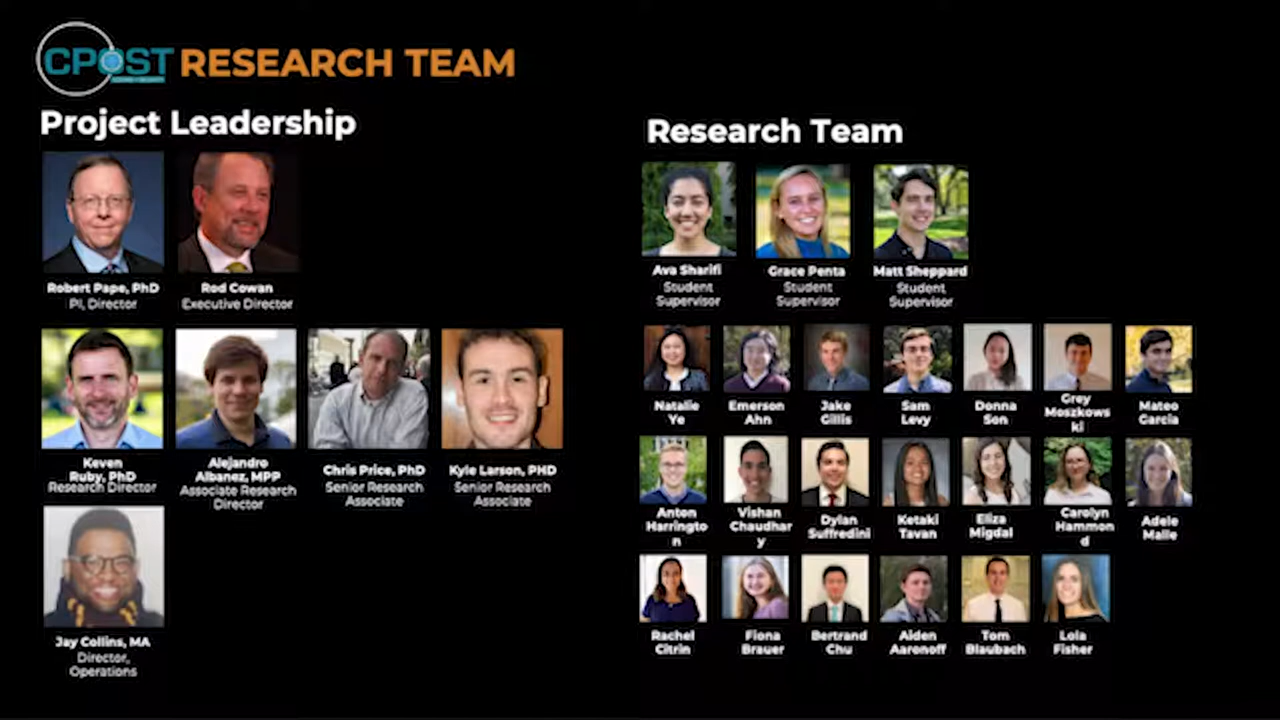 CPOST RESEARCH TEAM
Project Leadership
Robert Pape, PhD
PI, Director
Rod Cowan
Executive Director
Keven
Ruby, PhD
Research Director
Alejandro
Albanez, MPP
Associate Research
Director
Chris Price, PhD
Senior Research
Associate
Kyle Larson, PHD
Senior Research
Associate
Jay Collins, MA
Director,
Operations
Research Team
Ava Sharifi
Student
Supervisor
Grace Penta
Student
Supervisor
Matt Sheppard
Student
Supervisor
Natalie
Ye
Emerson
Ahn
Jake
Gillis
Sam
Levy
Donna
Son
Grey
Moszkows
ki
Mateo
Garcia
Anton
Harringto
n
Vishan
Chaudhar
y
Dylan
Suffredini
Ketaki
Tavan
Eliza
Migdal
Carolyn
Hammon
d
Adele
Malle
Rachel
Citrin
Fiona
Brauer
Bertrand
Chu
Aiden
Aaronoff
Tom
Blaubach
Lola
Fisher